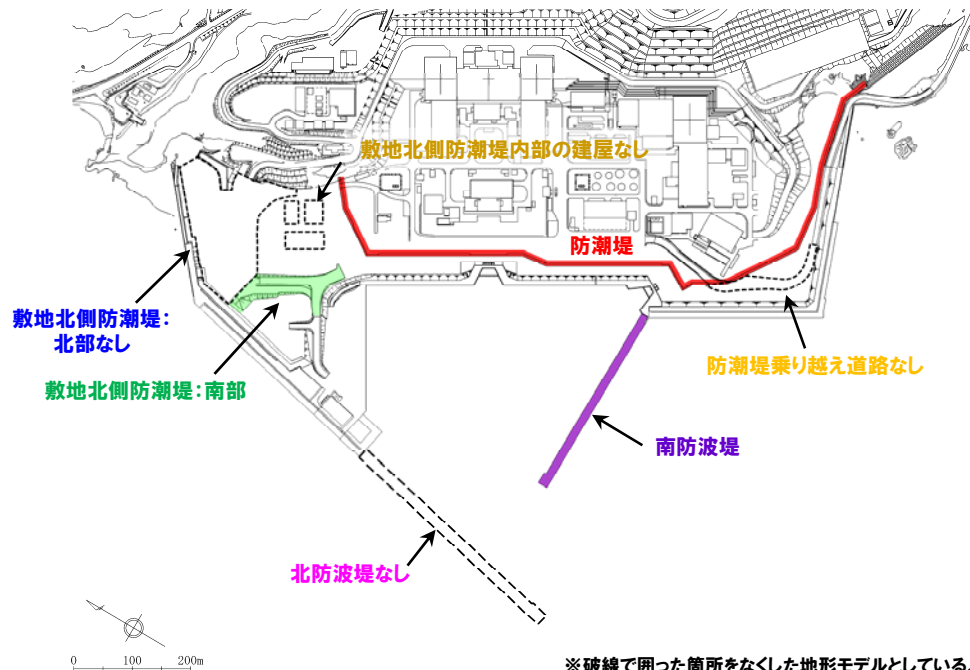 敷地北側防潮堤内部の建屋なし
防潮堤
敷地北側防潮堤:
北部なし
敷地北側防潮堤:南部
防潮堤乗り越え道路なし
南防波堤
北防波堤なし
0 100 200m
※破線で囲った箇所をなくした地形モデルとしている。